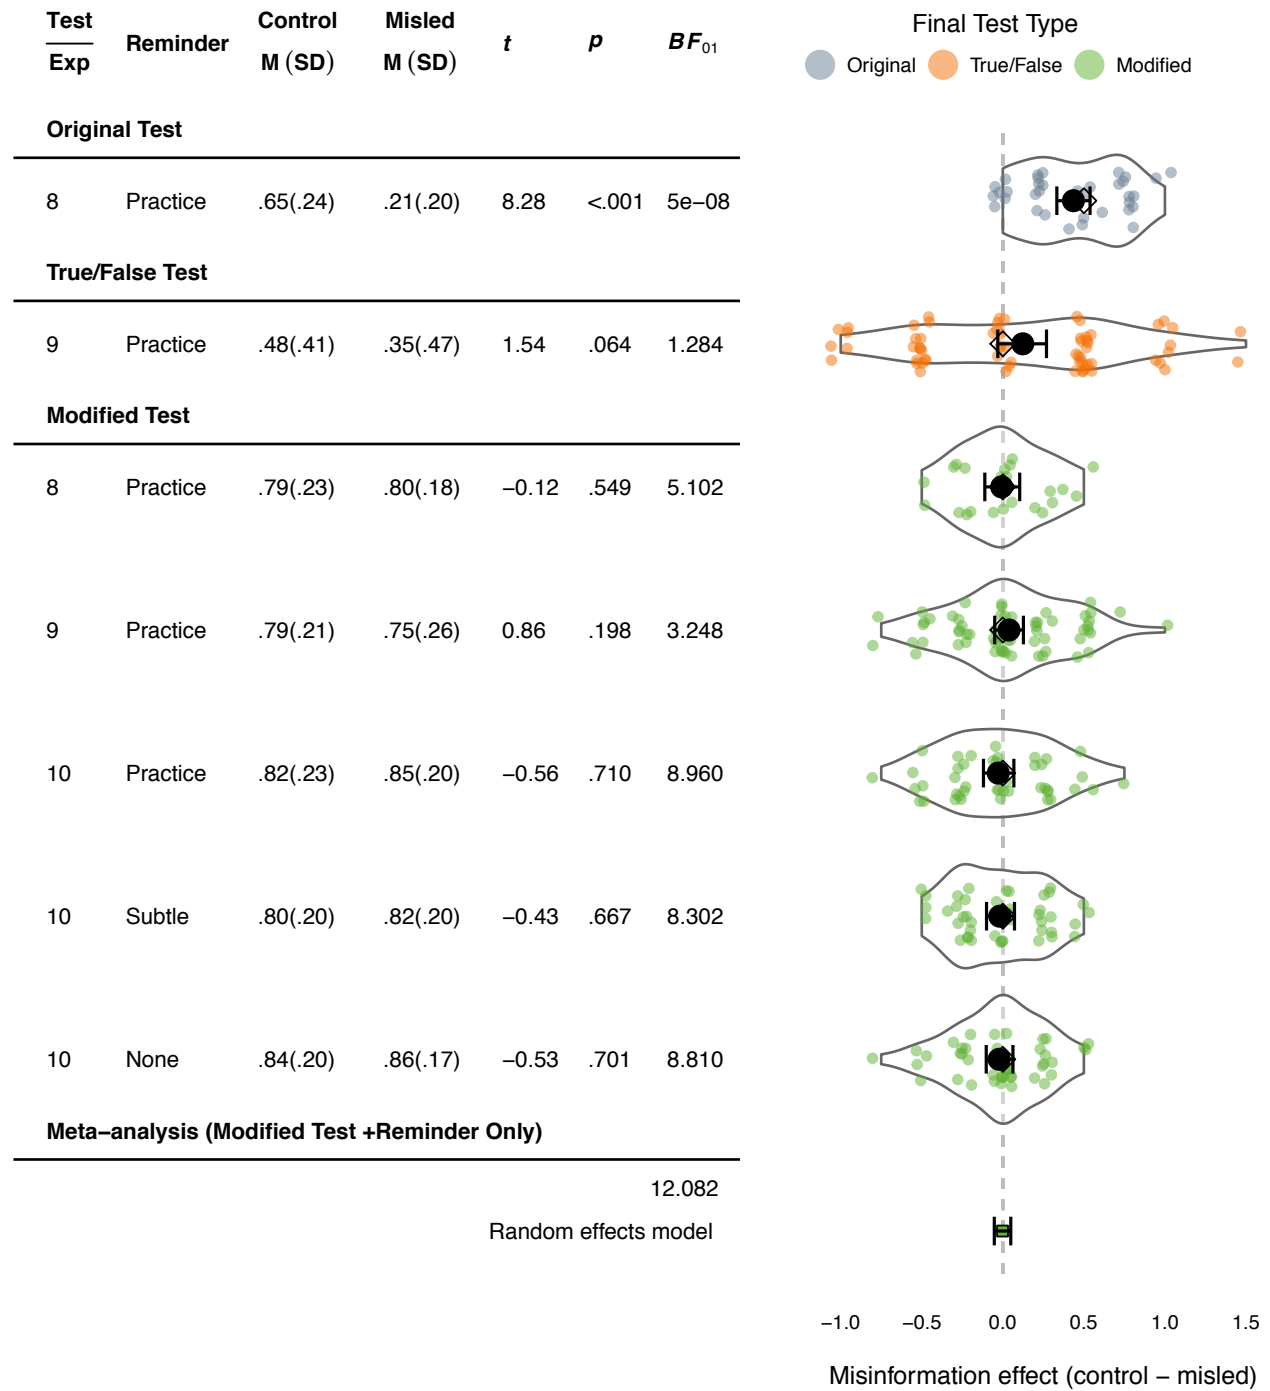 Test Reminder Control Misled t p BF01
Exp M (SD) M (SD)
Final Test Type
Original True/False Modified
Original Test
8 Practice .65(.24) .21(.20) 8.28 <.001 5e−08
True/False Test
9 Practice .48(.41) .35(.47) 1.54 .064 1.284
Modified Test
8 Practice .79(.23) .80(.18) −0.12 .549 5.102
9 Practice .79(.21) .75(.26) 0.86 .198 3.248
10 Practice .82(.23) .85(.20) −0.56 .710 8.960
10 Subtle .80(.20) .82(.20) −0.43 .667 8.302
10 None .84(.20) .86(.17) −0.53 .701 8.810
Meta−analysis (Modified Test +Reminder Only)
12.082
Random effects model
−1.0 −0.5 0.0 0.5 1.0 1.5
Misinformation effect (control − misled)